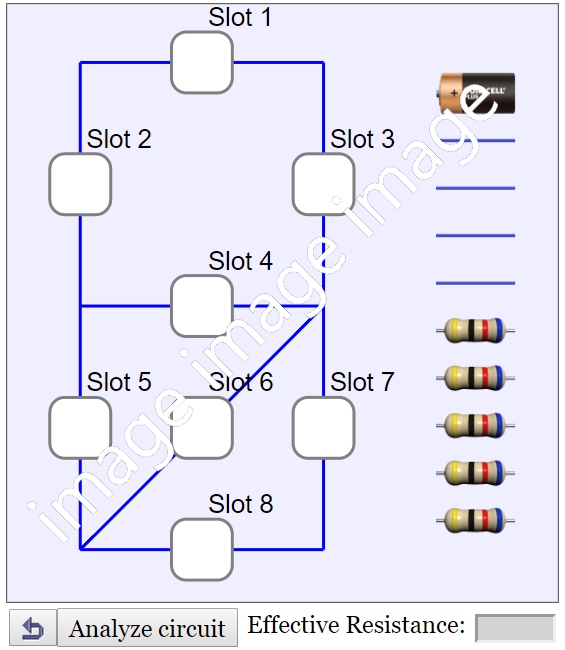 Slot 1
Slot 2
Slot 3
Slot 4
Slot 5
Slot 6
Slot 7
Slot 8
image image image
+
Analyze circuit
Effective Resistance: